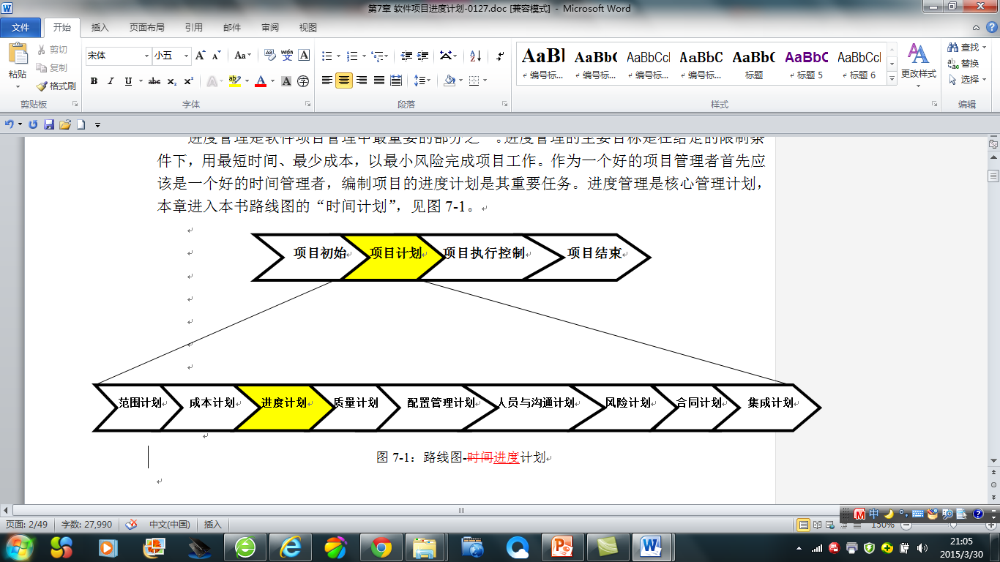 第7章 软件项目进度计划-0127.doc [兼容模式] - Microsoft Word
文件 开始 插入 页面布局 引用 邮件 审阅 视图
宋体 小五
粘贴 剪切 复制 格式刷
AaBl AaBbC AaBbCcl AaBbC AaBbC AaBbC AaBbCcl
编号标... 编号标... 编号标... 编号标... 标题 标题 5 标题 6
更改样式
查找 替换 选择
剪贴板 字体 段落 样式 编辑
进度管理是软件项目管理中最重要的部分之一。进度管理的主要目标是在给定的限制条
件下，用最短时间、最少成本，以最小风险完成项目工作。作为一个好的项目管理者首先应
该是一个好的时间管理者，编制项目的进度计划是其重要任务。进度管理是核心管理计划，
本章进入本书路线图的“时间计划”，见图 7-1。
项目初始 项目计划 项目执行控制 项目结束
范围计划 成本计划 进度计划 质量计划 配置管理计划 人员与沟通计划 风险计划 合同计划 集成计划
图 7-1：路线图-时间进度计划
页面: 2/49 字数: 27,990 中文(中国) 插入 150%
中
21:05
2015/3/30